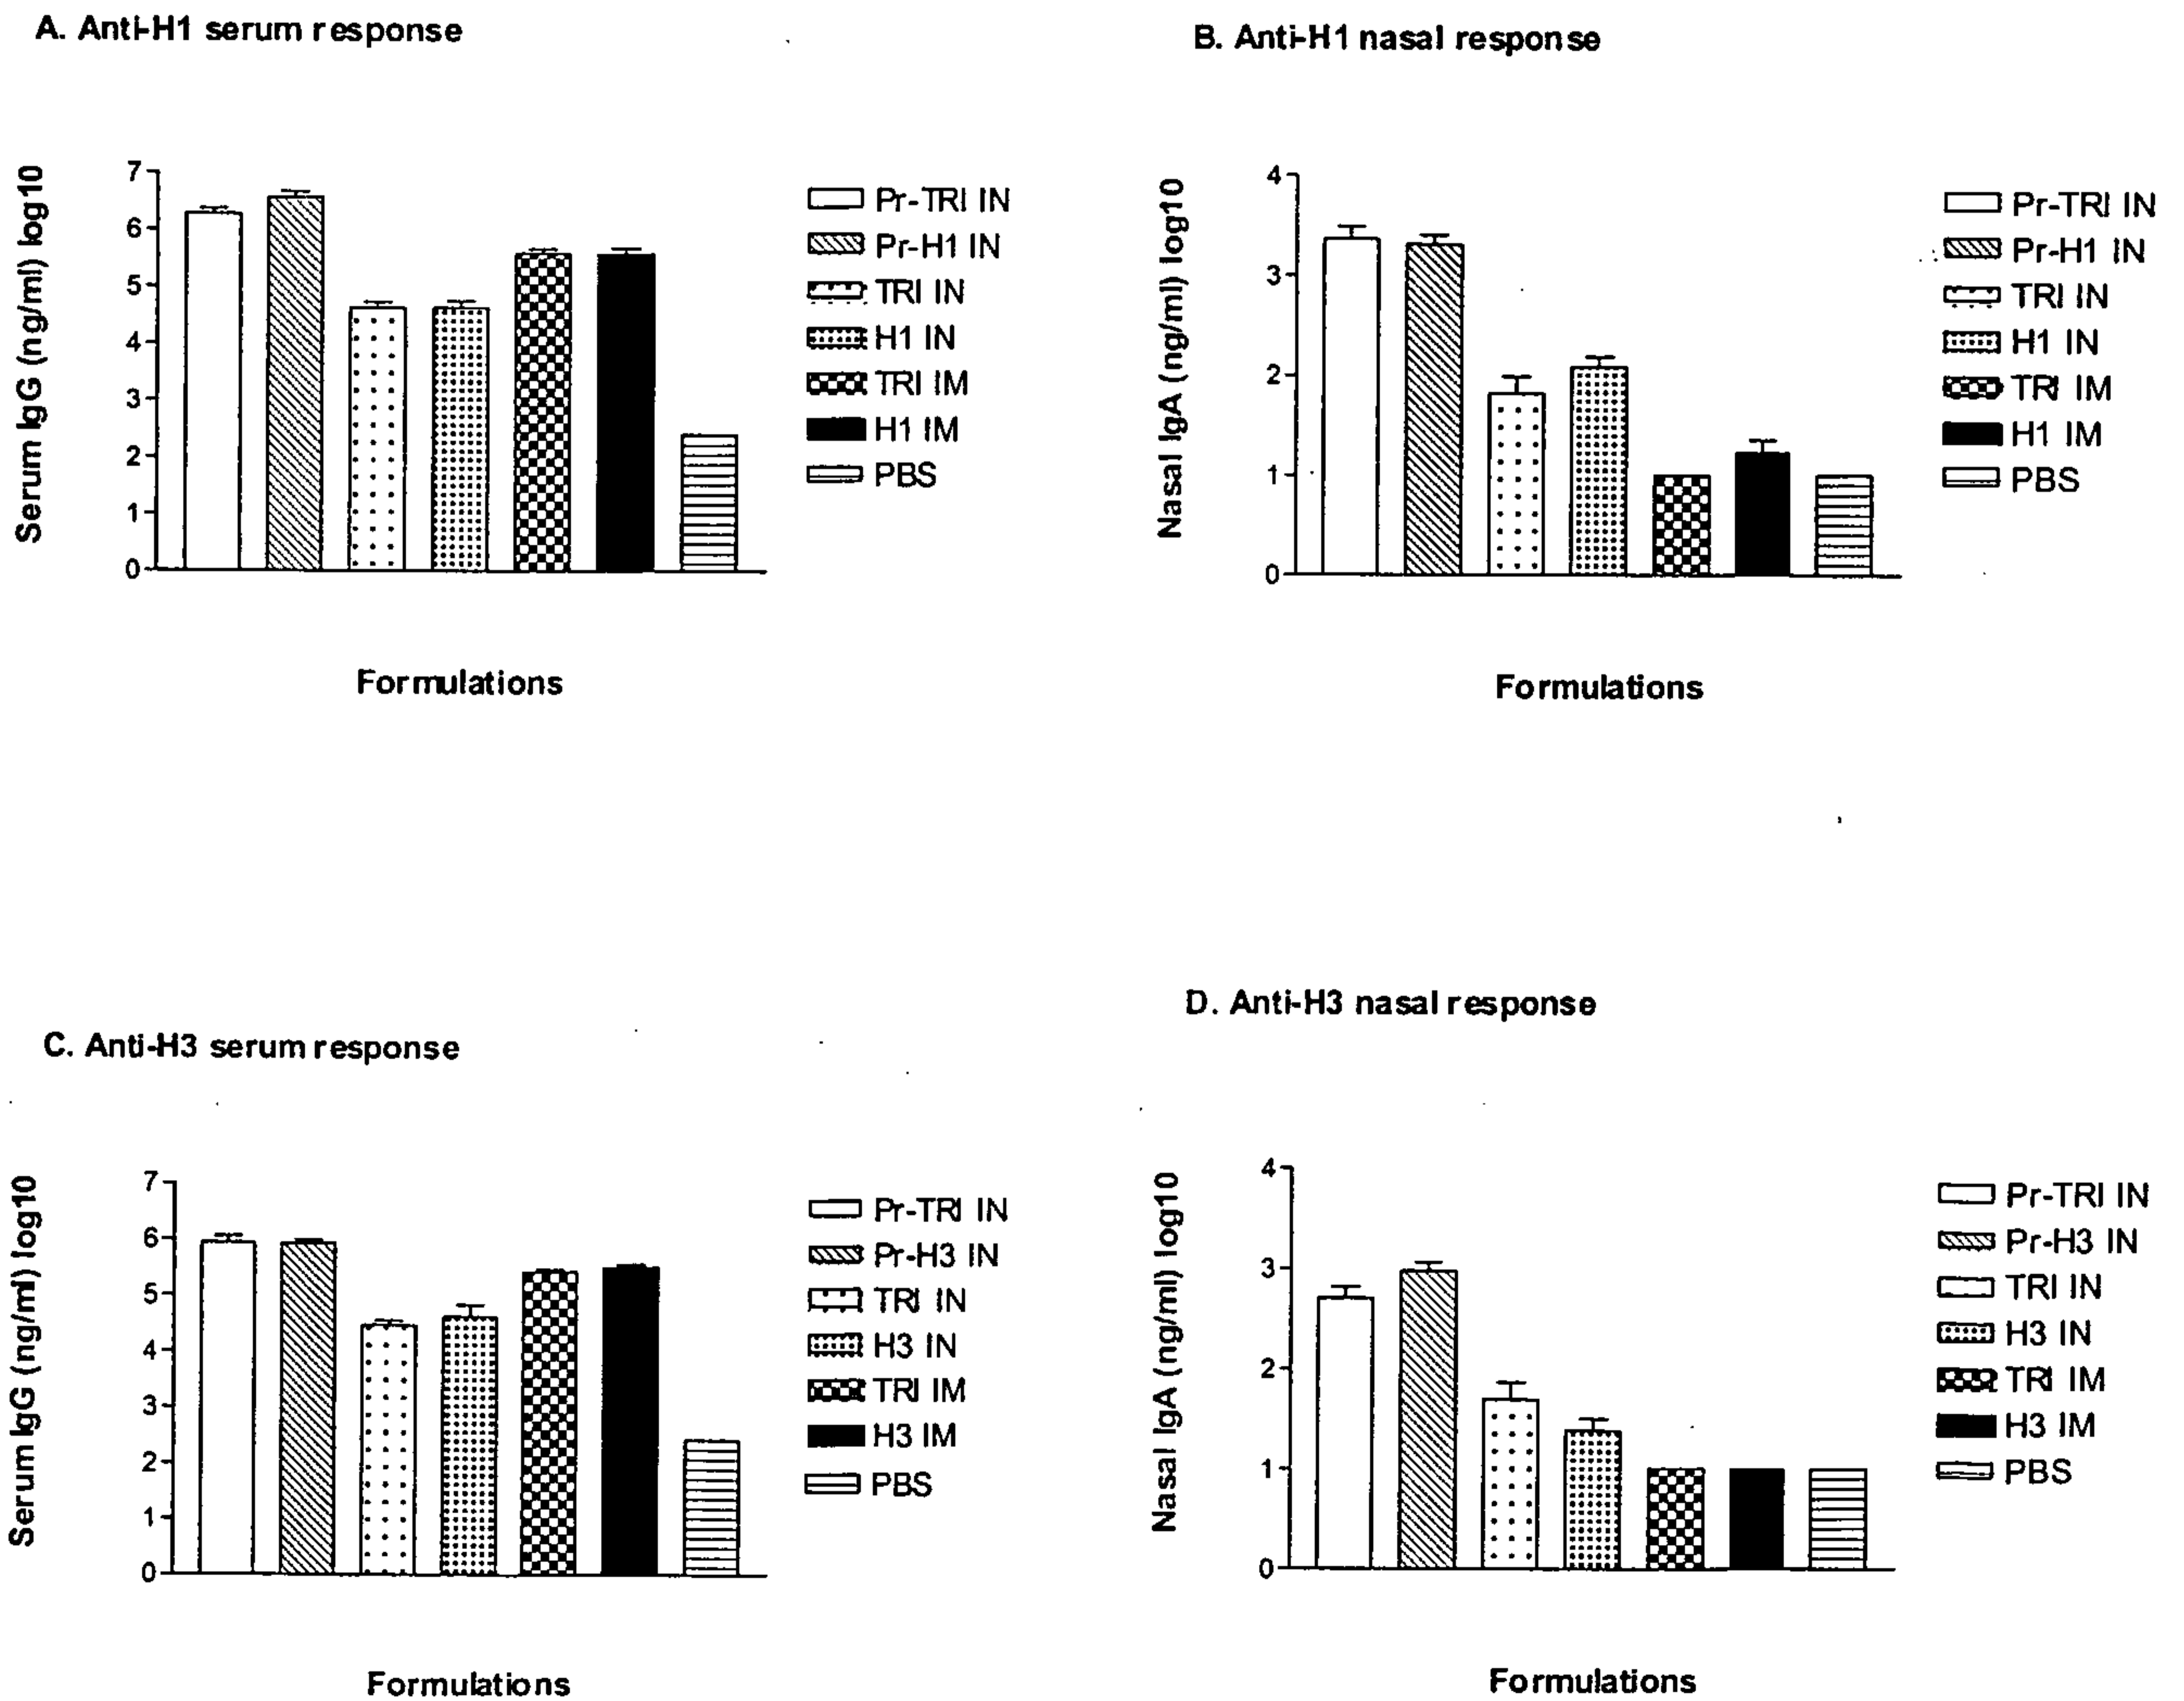 A. Anti-H1 serum response
Serum IgG (ng/ml) log10
7
6
5
4
3
2
1
0
Pr-TRI IN
Pr-H1 IN
TRI IN
H1 IN
TRI IM
H1 IM
PBS
Formulations
B. Anti-H1 nasal response
Nasal IgA (ng/ml) log10
4
3
2
1
0
Pr-TRI IN
Pr-H1 IN
TRI IN
H1 IN
TRI IM
H1 IM
PBS
Formulations
C. Anti-H3 serum response
Serum IgG (ng/ml) log10
7
6
5
4
3
2
1
0
Pr-TRI IN
Pr-H3 IN
TRI IN
H3 IN
TRI IM
H3 IM
PBS
Formulations
D. Anti-H3 nasal response
Nasal IgA (ng/ml) log10
4
3
2
1
0
Pr-TRI IN
Pr-H3 IN
TRI IN
H3 IN
TRI IM
H3 IM
PBS
Formulations